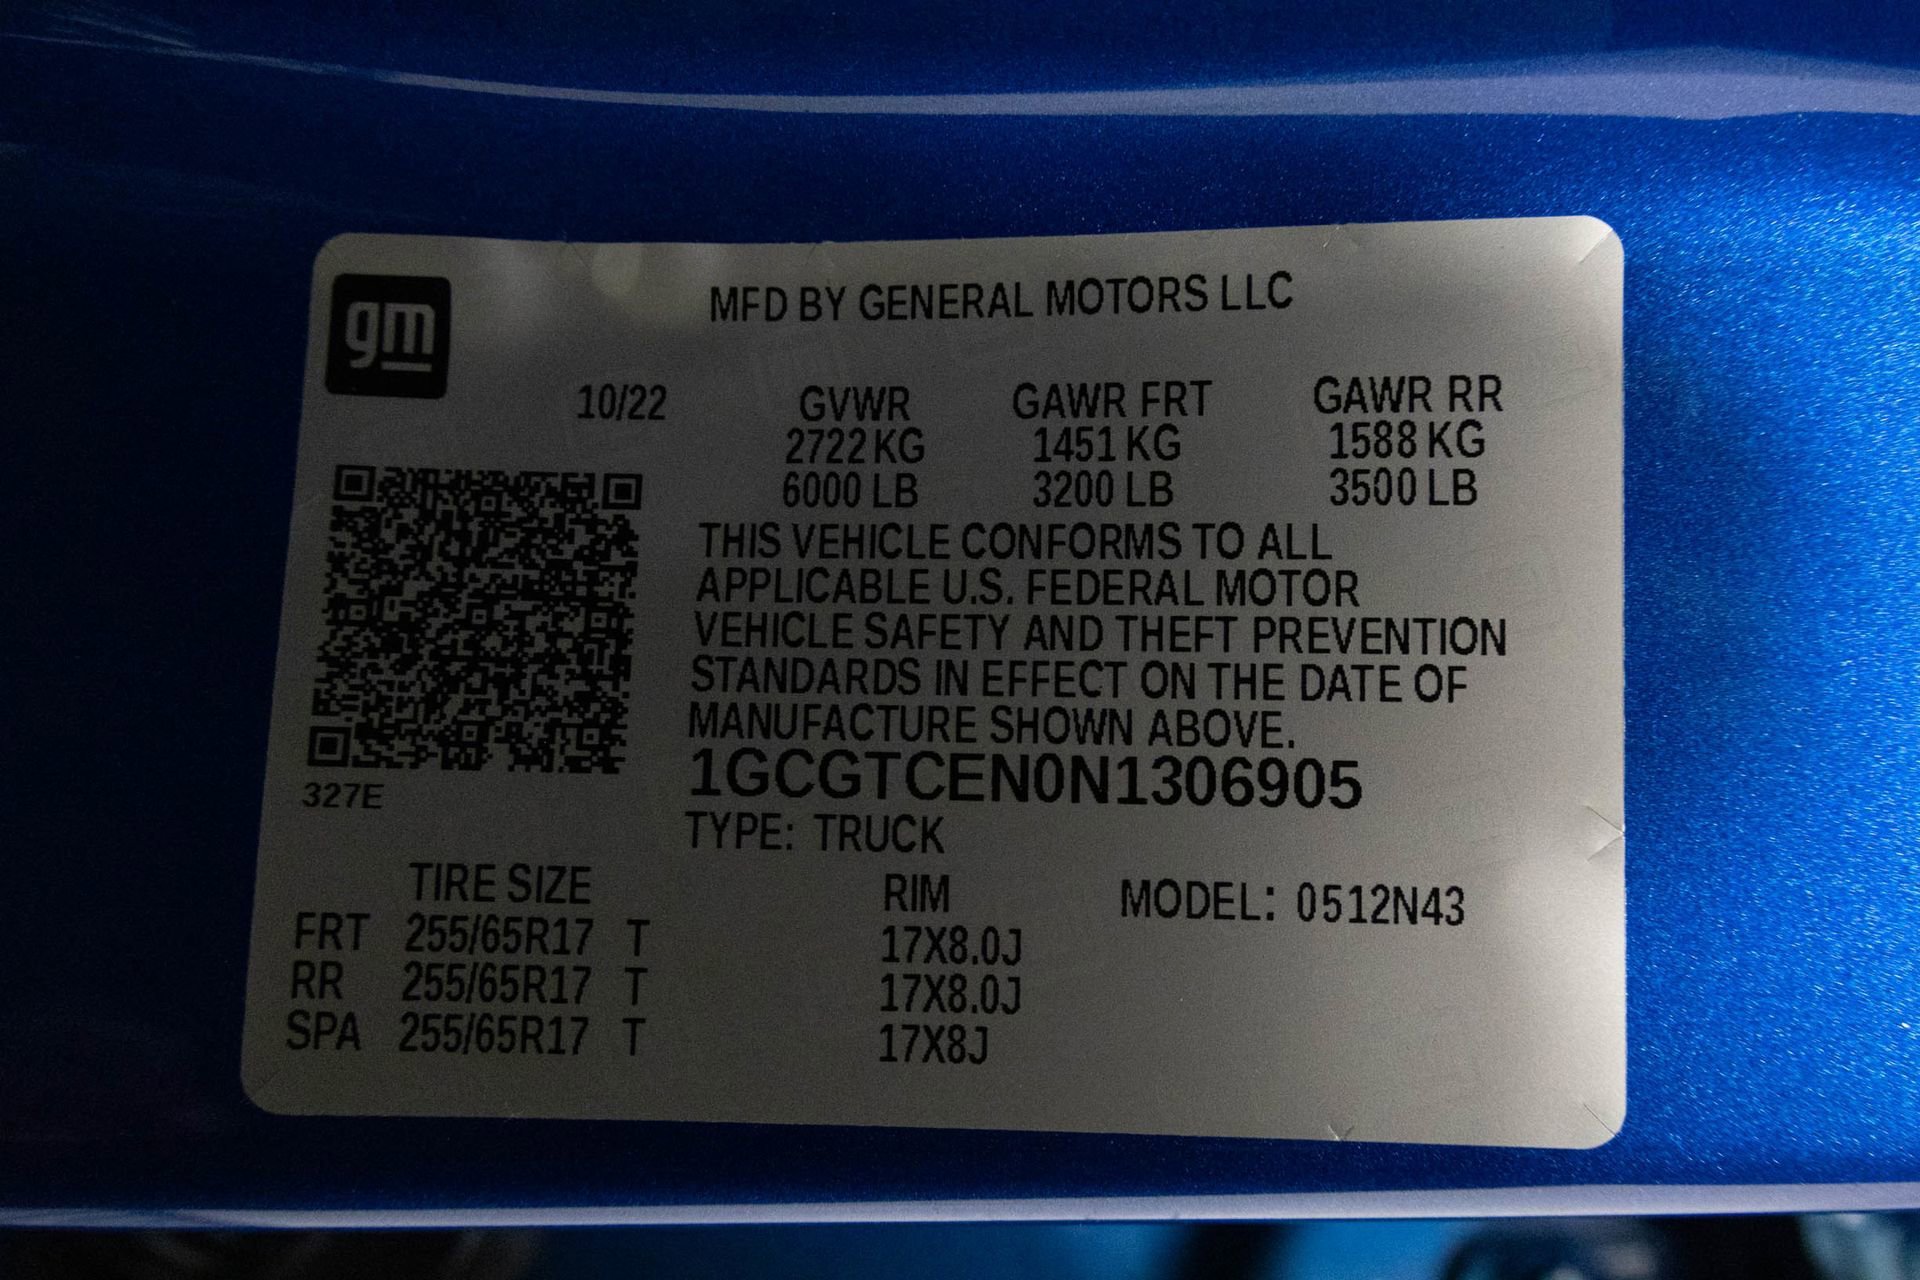 gm
MFD BY GENERAL MOTORS LLC
10/22 GVWR GAWR FRT GAWR RR
2722 KG 1451 KG 1588 KG
6000 LB 3200 LB 3500 LB
THIS VEHICLE CONFORMS TO ALL
APPLICABLE U.S. FEDERAL MOTOR
VEHICLE SAFETY AND THEFT PREVENTION
STANDARDS IN EFFECT ON THE DATE OF
MANUFACTURE SHOWN ABOVE.
1GCGTCEN0N1306905
327E
TYPE: TRUCK
TIRE SIZE RIM MODEL: 0512N43
FRT 255/65R17 T 17X8.0J
RR 255/65R17 T 17X8.0J
SPA 255/65R17 T 17X8J